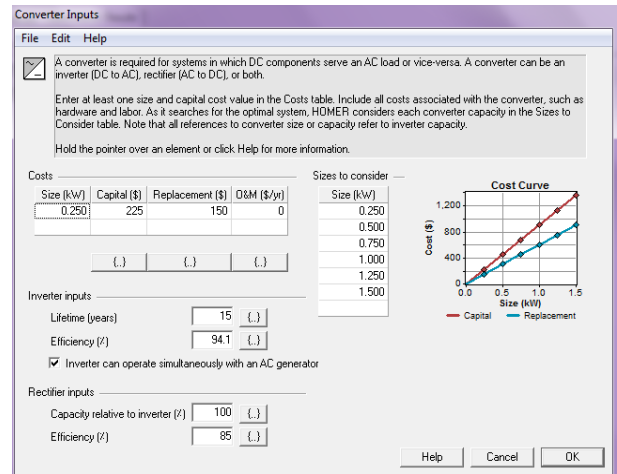 Converter Inputs
File Edit Help
A converter is required for systems in which DC components serve an AC load or vice-versa. A converter can be an
inverter (DC to AC), rectifier (AC to DC), or both.
Enter at least one size and capital cost value in the Costs table. Include all costs associated with the converter, such as
hardware and labor. As it searches for the optimal system, HOMER considers each converter capacity in the Sizes to
Consider table. Note that all references to converter size or capacity refer to inverter capacity.
Hold the pointer over an element or click Help for more information.
Costs
Size (kW) Capital ($) Replacement ($) O&M ($/yr)
0.250 225 150 0
{..} {..} {..}
Sizes to consider
Size (kW)
0.250
0.500
0.750
1.000
1.250
1.500
Cost Curve
Cost ($)
1,200
800
400
0
0.0 0.5 1.0 1.5
Size (kW)
Capital Replacement
Inverter inputs
Lifetime (years) 15 {..}
Efficiency (%) 94.1 {..}
Inverter can operate simultaneously with an AC generator
Rectifier inputs
Capacity relative to inverter (%) 100 {..}
Efficiency (%) 85 {..}
Help Cancel OK